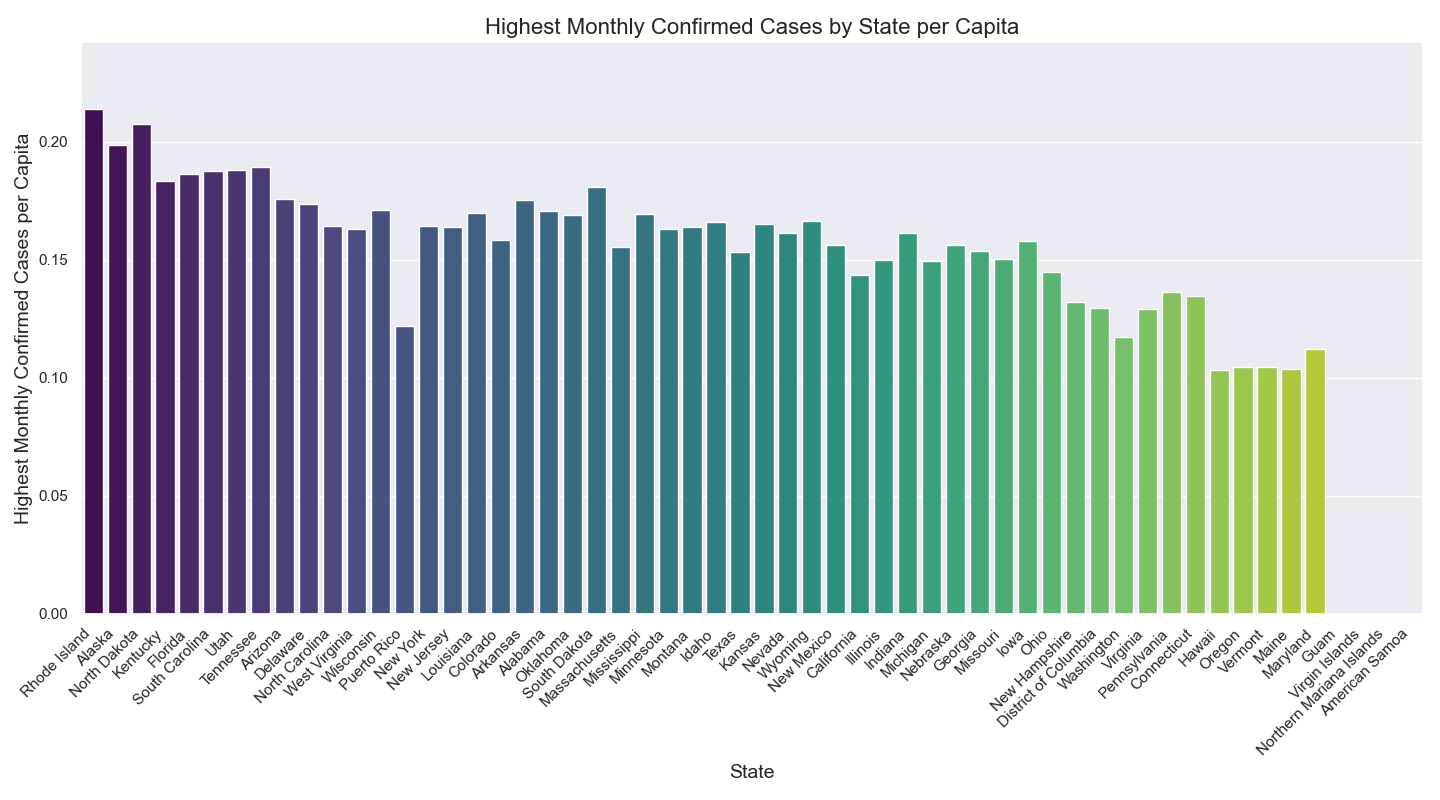 Highest Monthly Confirmed Cases by State per Capita
Highest Monthly Confirmed Cases per Capita
0.20
0.15
0.10
0.05
0.00
Rhode Island
Alaska
North Dakota
Kentucky
Florida
South Carolina
Utah
Tennessee
Arizona
Delaware
North Carolina
West Virginia
Wisconsin
Puerto Rico
New York
New Jersey
Louisiana
Colorado
Arkansas
Alabama
Oklahoma
South Dakota
Massachusetts
Mississippi
Minnesota
Montana
Idaho
Texas
Kansas
Nevada
Wyoming
New Mexico
California
Illinois
Indiana
Michigan
Nebraska
Georgia
Missouri
Iowa
Ohio
New Hampshire
District of Columbia
Washington
Virginia
Pennsylvania
Connecticut
Hawaii
Oregon
Vermont
Maine
Maryland
Guam
Virgin Islands
Northern Mariana Islands
American Samoa
State